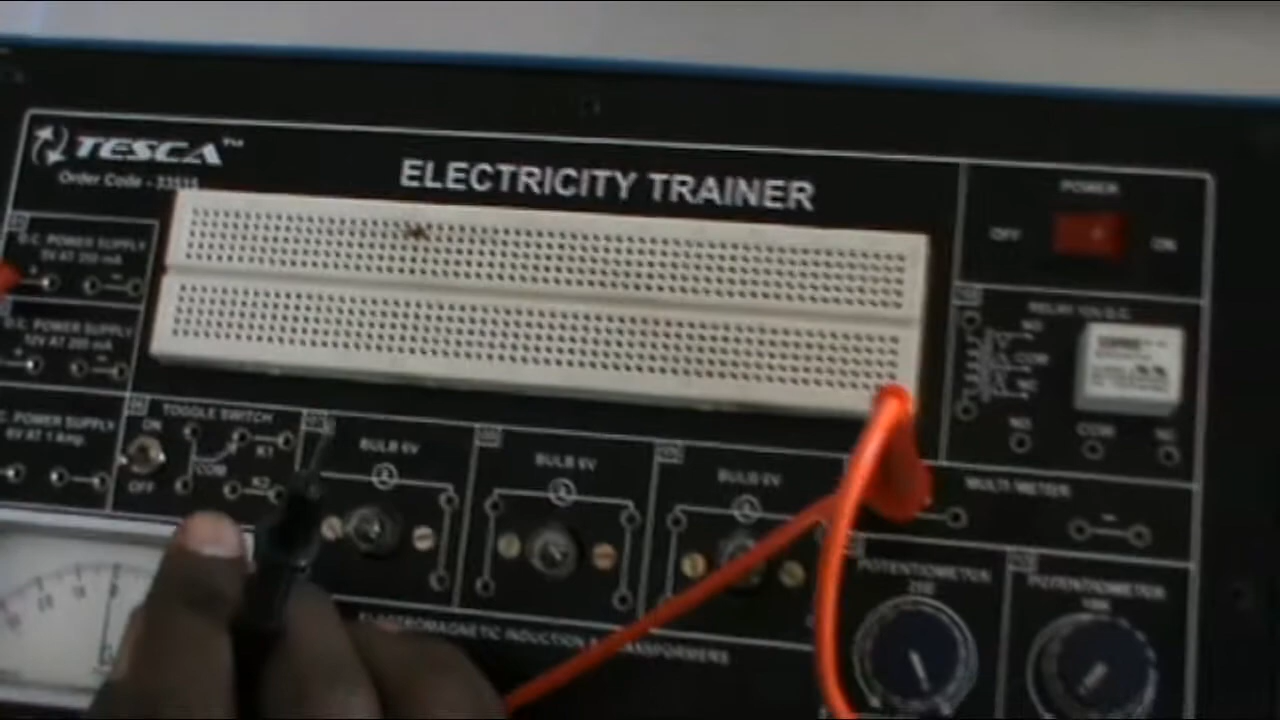 TESCA™
Order Code - 33515
ELECTRICITY TRAINER
POWER
OFF
ON
D.C. POWER SUPPLY
5V AT 250 mA
RELAY 12V D.C.
NO
COM
NC
POWER SUPPLY
12V AT 250 mA
TOGGLE SWITCH
ON
COM
K1
K2
OFF
C. POWER SUPPLY
6V AT 1 Amp.
BULB 6V
BULB 6V
BULB 6V
NO
COM
NC
MULTI METER
POTENTIOMETER
POTENTIOMETER
ELECTROMAGNETIC INDUCTION & TRANSFORMERS